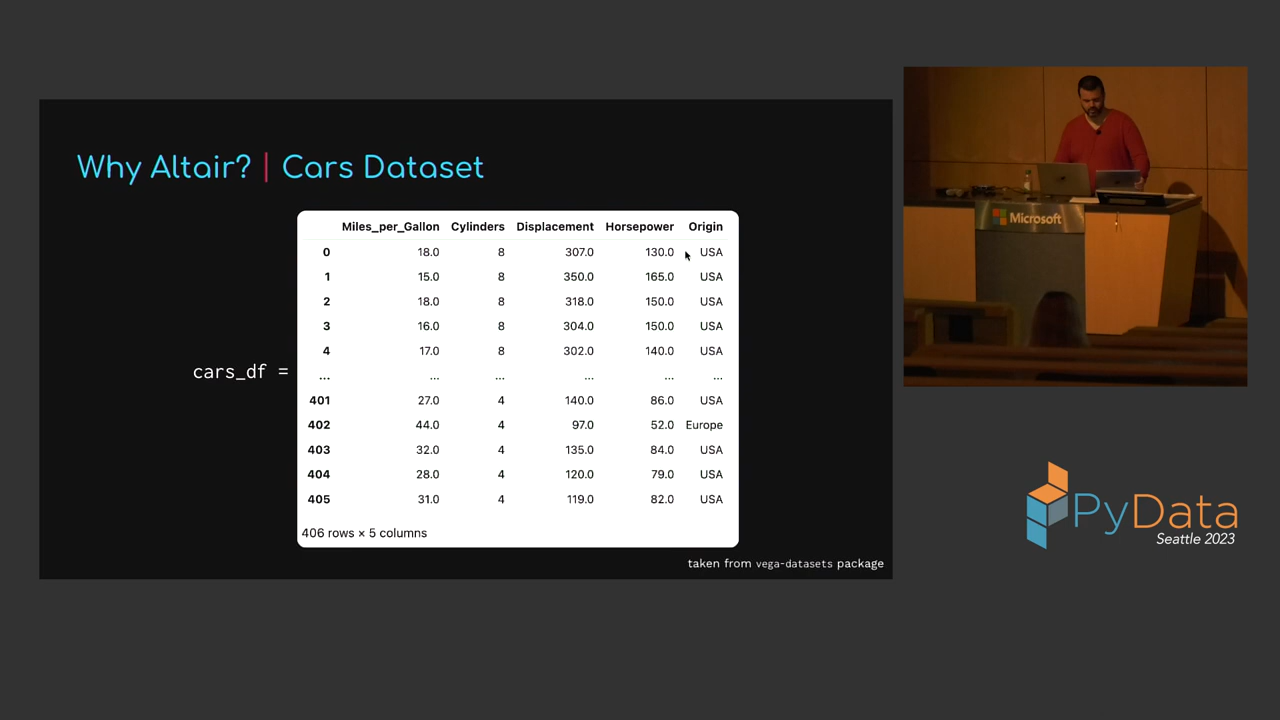 Why Altair? | Cars Dataset
Miles_per_Gallon Cylinders Displacement Horsepower Origin
0 18.0 8 307.0 130.0 USA
1 15.0 8 350.0 165.0 USA
2 18.0 8 318.0 150.0 USA
3 16.0 8 304.0 150.0 USA
4 17.0 8 302.0 140.0 USA
... ... ... ... ... ...
cars_df =
401 27.0 4 140.0 86.0 USA
402 44.0 4 97.0 52.0 Europe
403 32.0 4 135.0 84.0 USA
404 28.0 4 120.0 79.0 USA
405 31.0 4 119.0 82.0 USA
406 rows × 5 columns
taken from vega-datasets package
Microsoft
PyData
Seattle 2023